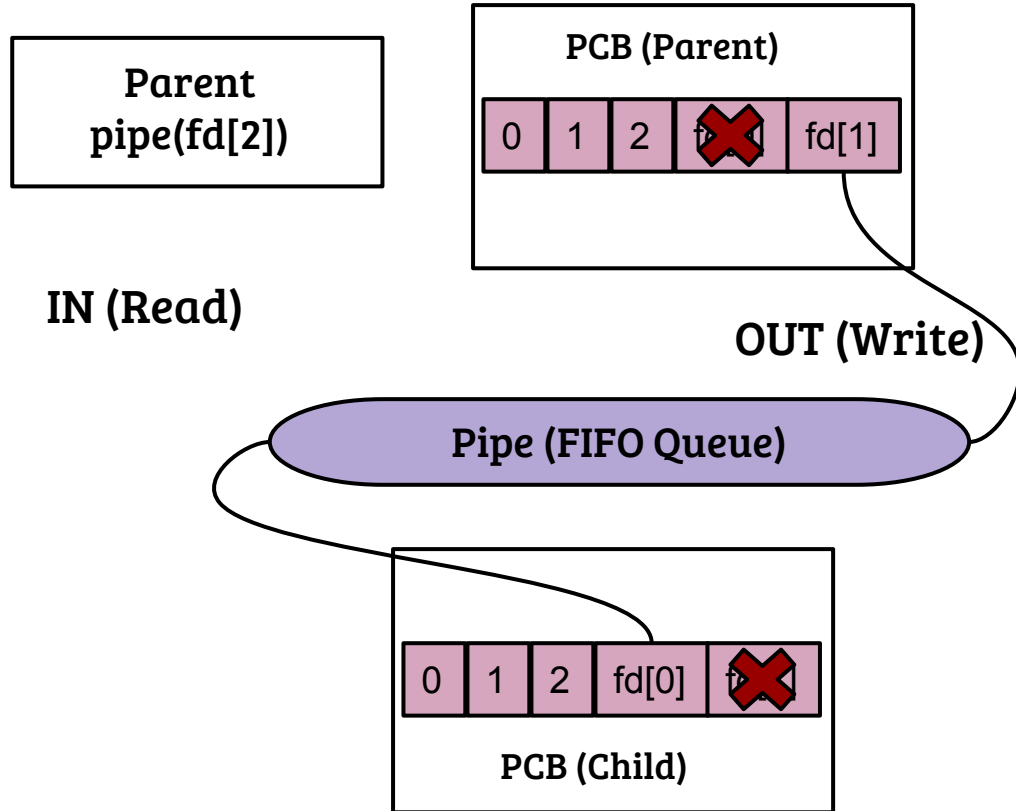 Parent
pipe(fd[2])
PCB (Parent)
0 1 2 fd[1]
IN (Read)
OUT (Write)
Pipe (FIFO Queue)
0 1 2 fd[0]
PCB (Child)